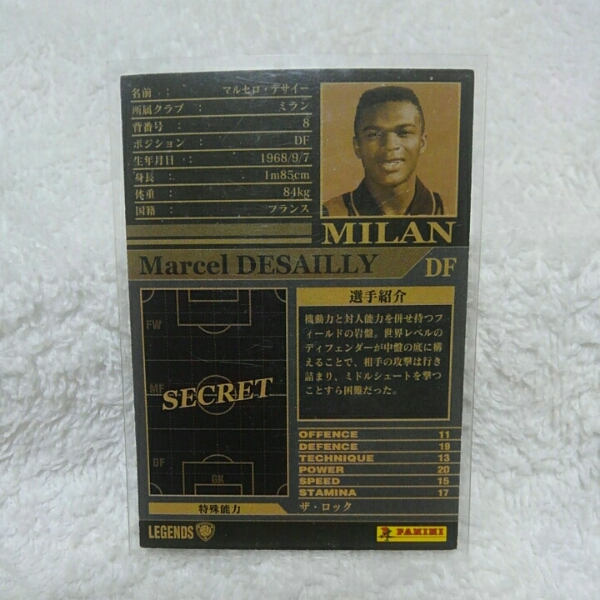 名前 : マルセロ・デサイー
所属クラブ : ミラン
背番号 : 8
ポジション : DF
生年月日 : 1968/9/7
身長 : 1m85cm
体重 : 84kg
国籍 : フランス
MILAN
Marcel DESAILLY DF
FW
MF
SECRET
DF
GK
特殊能力
選手紹介
機動力と対人能力を併せ持つフ
ィールドの岩盤。世界レベルの
ディフェンダーが中盤の底に構
えることで、相手の攻撃は行き
詰まり、ミドルシュートを撃つ
ことすら困難だった。
OFFENCE 11
DEFENCE 19
TECHNIQUE 13
POWER 20
SPEED 15
STAMINA 17
ザ・ロック
LEGENDS
PANINI